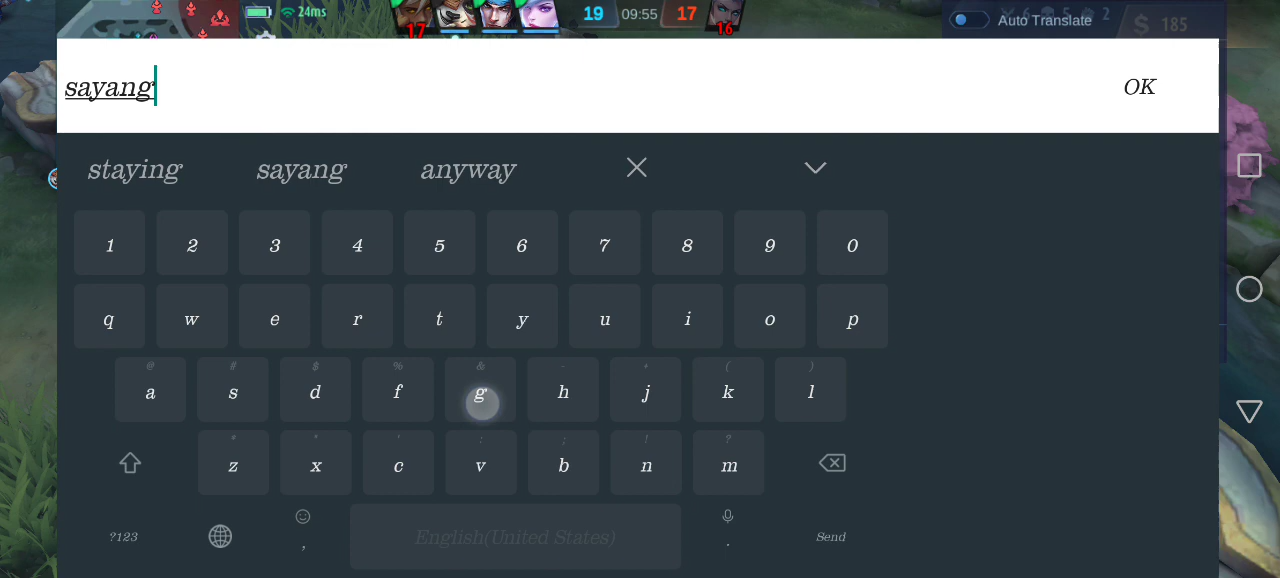 24ms 19 09:55 17 Auto Translate 2 $ 185
17 16
sayang OK
staying sayang anyway
1 2 3 4 5 6 7 8 9 0
q w e r t y u i o p
@ # $ % & - + ( )
a s d f g h j k l
* " ' : ; ! ?
z x c v b n m
?123 , English(United States) . Send